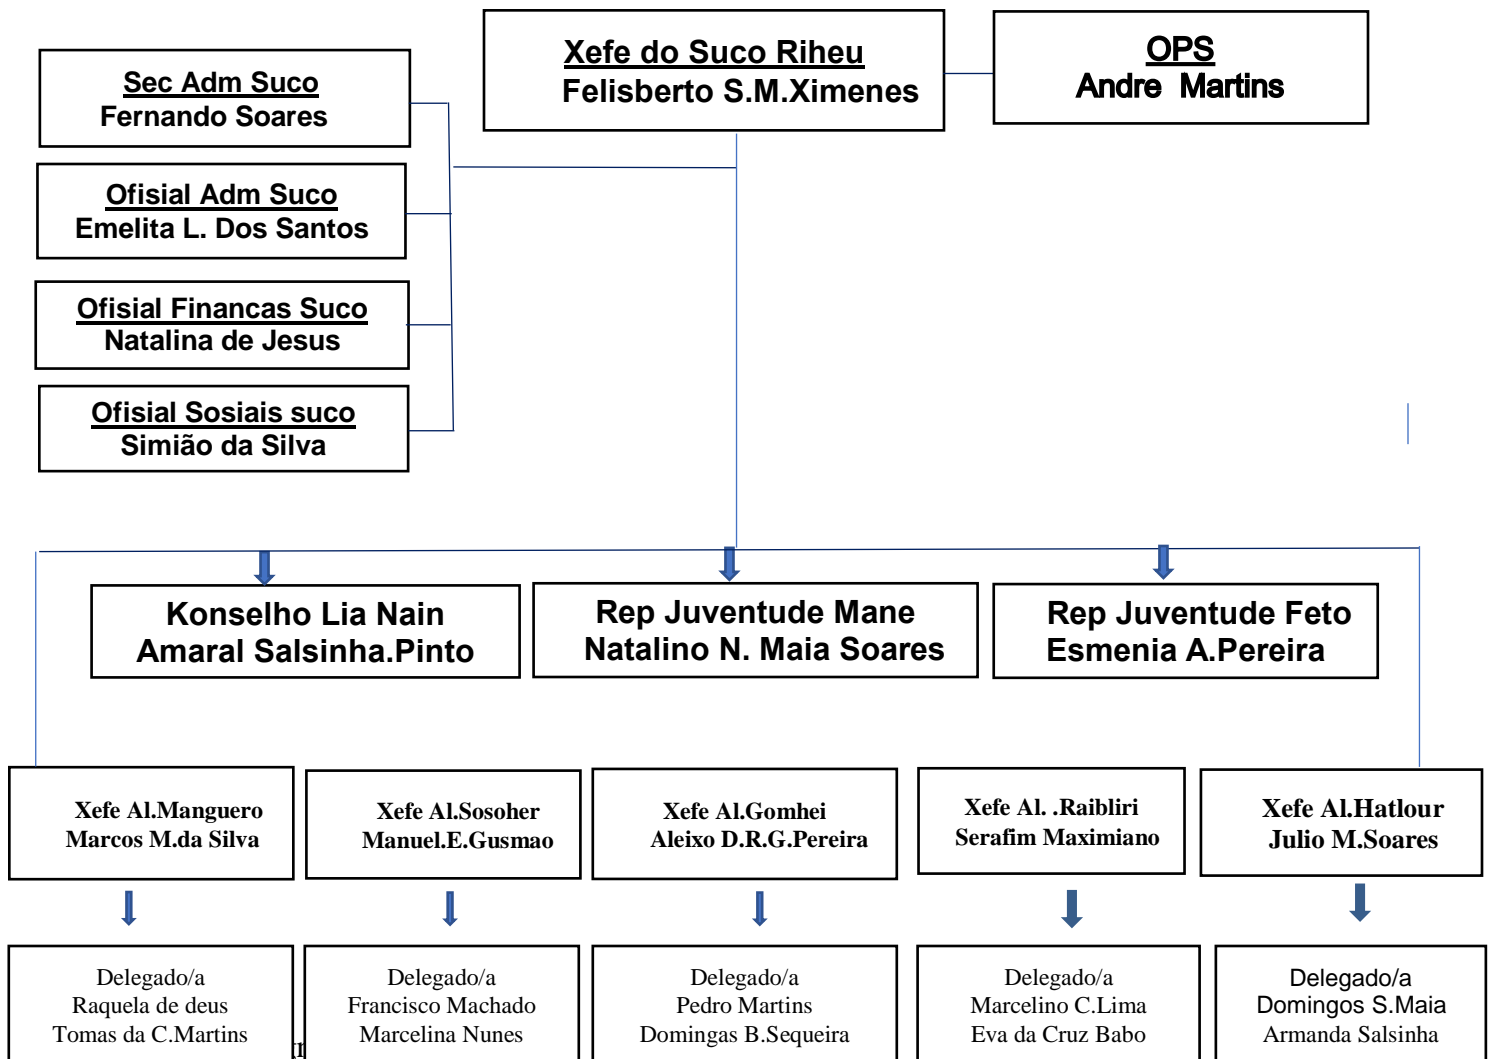 Xefe do Suco Riheu
Felisberto S.M.Ximenes
OPS
Andre Martins
Sec Adm Suco
Fernando Soares
Ofisial Adm Suco
Emelita L. Dos Santos
Ofisial Financas Suco
Natalina de Jesus
Ofisial Sosiais suco
Simião da Silva
Konselho Lia Nain
Amaral Salsinha.Pinto
Rep Juventude Mane
Natalino N. Maia Soares
Rep Juventude Feto
Esmenia A.Pereira
Xefe Al.Manguero
Marcos M.da Silva
Xefe Al.Sosoher
Manuel.E.Gusmao
Xefe Al.Gomhei
Aleixo D.R.G.Pereira
Xefe Al. .Raibliri
Serafim Maximiano
Xefe Al.Hatlour
Julio M.Soares
Delegado/a
Raquela de deus
Tomas da C.Martins
Delegado/a
Francisco Machado
Marcelina Nunes
Delegado/a
Pedro Martins
Domingas B.Sequeira
Delegado/a
Marcelino C.Lima
Eva da Cruz Babo
Delegado/a
Domingos S.Maia
Armanda Salsinha